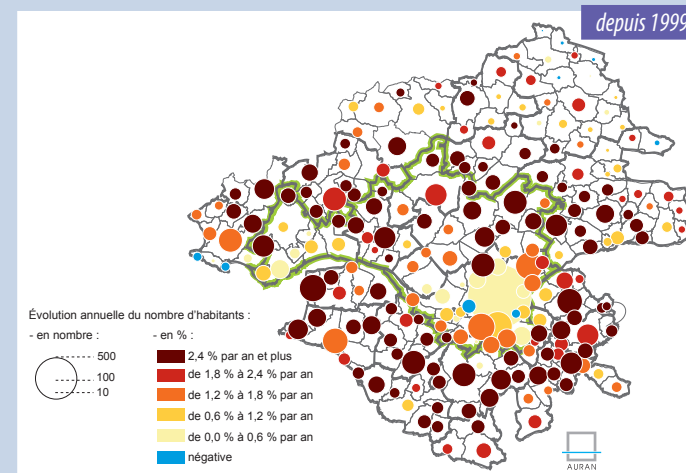 depuis 1999
Évolution annuelle du nombre d'habitants :
- en nombre :
- en % :
500
100
10
2,4 % par an et plus
de 1,8 % à 2,4 % par an
de 1,2 % à 1,8 % par an
de 0,6 % à 1,2 % par an
de 0,0 % à 0,6 % par an
négative
AURAN